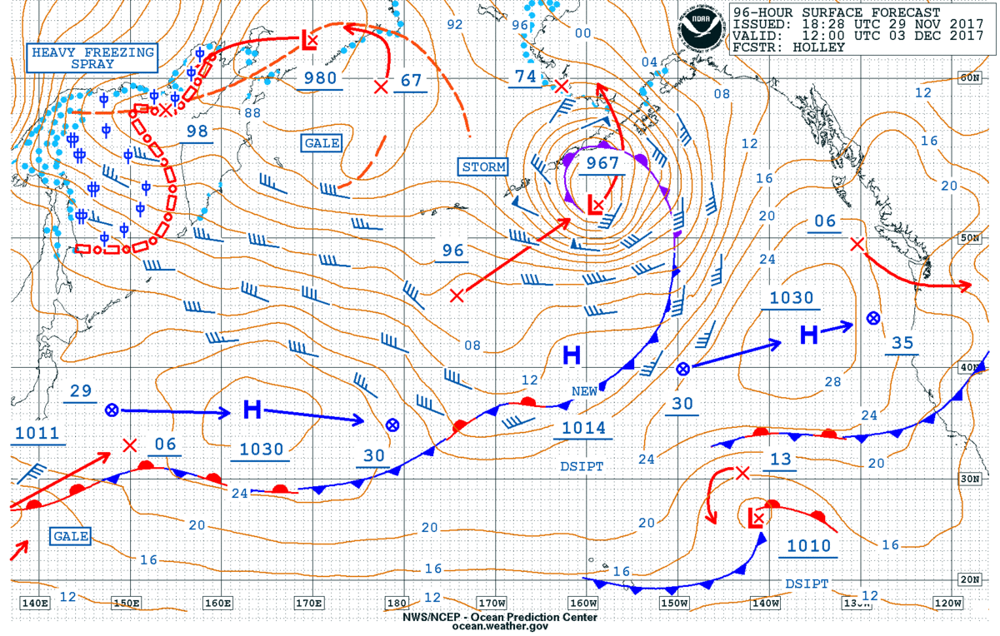 96-HOUR SURFACE FORECAST
ISSUED: 18:28 UTC 29 NOV 2017
VALID: 12:00 UTC 03 DEC 2017
FCSTR: HOLLEY
NOAA
92
96
00
04
08
HEAVY FREEZING
SPRAY
L
980
67
74
60N
12
88
98
GALE
STORM
967
12
16
16
20
L
20
06
50N
96
24
1030
H
35
08
H
40N
12
NEW
28
29
30
24
H
1011
06
1030
30
1014
24
13
20
DSIPT
30N
24
20
20
20
L
GALE
1010
16
16
16
16
DSIPT
20N
12
12
12
140E
150E
160E
170E
180
170W
160W
150W
140W
120W
NWS/NCEP - Ocean Prediction Center
ocean.weather.gov